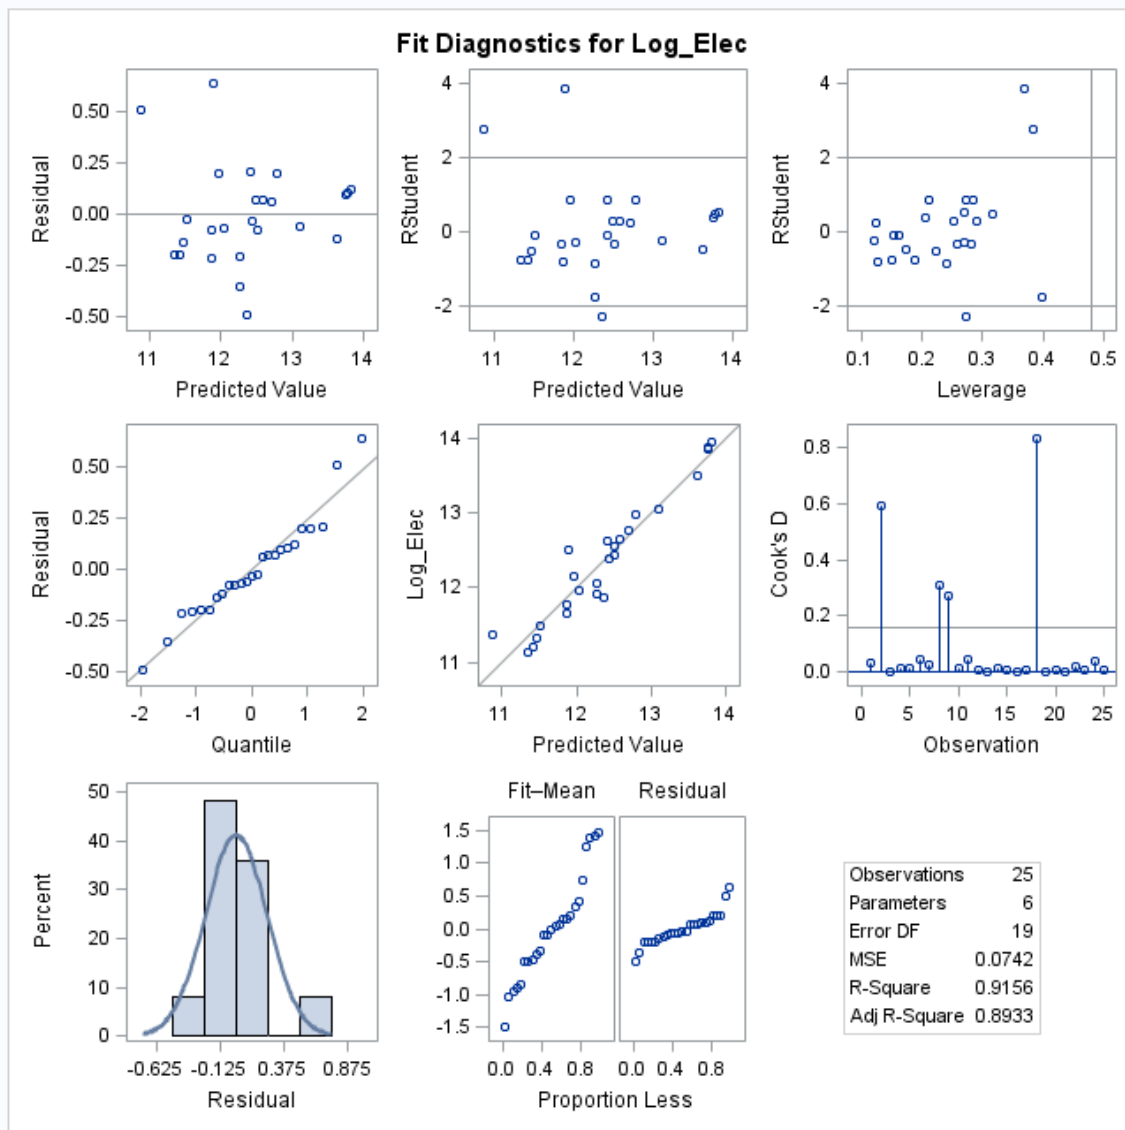 Fit Diagnostics for Log_Elec
0.50
0.25
0.00
-0.25
-0.50
Residual
11 12 13 14
Predicted Value
4
2
0
-2
RStudent
11 12 13 14
Predicted Value
4
2
0
-2
RStudent
0.1 0.2 0.3 0.4 0.5
Leverage
0.50
0.25
0.00
-0.25
-0.50
Residual
-2 -1 0 1 2
Quantile
14
13
12
11
Log_Elec
11 12 13 14
Predicted Value
0.8
0.6
0.4
0.2
0.0
Cook's D
0 5 10 15 20 25
Observation
50
40
30
20
10
0
Percent
-0.625 -0.125 0.375 0.875
Residual
Fit–Mean Residual
1.5
1.0
0.5
0.0
-0.5
-1.0
-1.5
0.0 0.4 0.8 0.0 0.4 0.8
Proportion Less
Observations 25
Parameters 6
Error DF 19
MSE 0.0742
R-Square 0.9156
Adj R-Square 0.8933